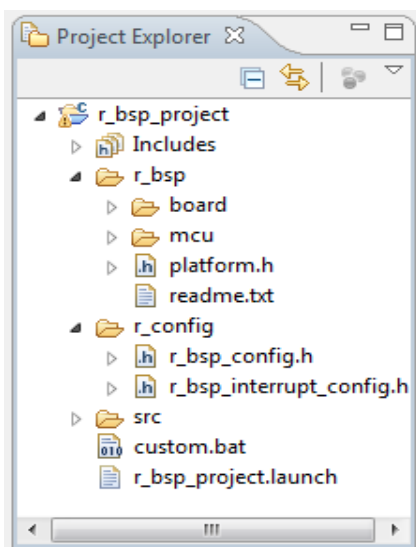 Project Explorer
r_bsp_project
Includes
r_bsp
board
mcu
platform.h
readme.txt
r_config
r_bsp_config.h
r_bsp_interrupt_config.h
src
custom.bat
r_bsp_project.launch